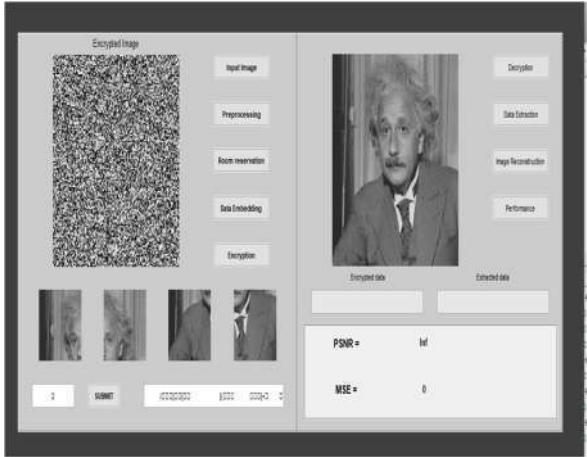 Encrypted Image
Input Image
Preprocessing
Room reservation
Data Embedding
Encryption
SUBMIT
Decryption
Data Extraction
Image Reconstruction
Performance
Encrypted data
Extracted data
PSNR = Inf
MSE = 0